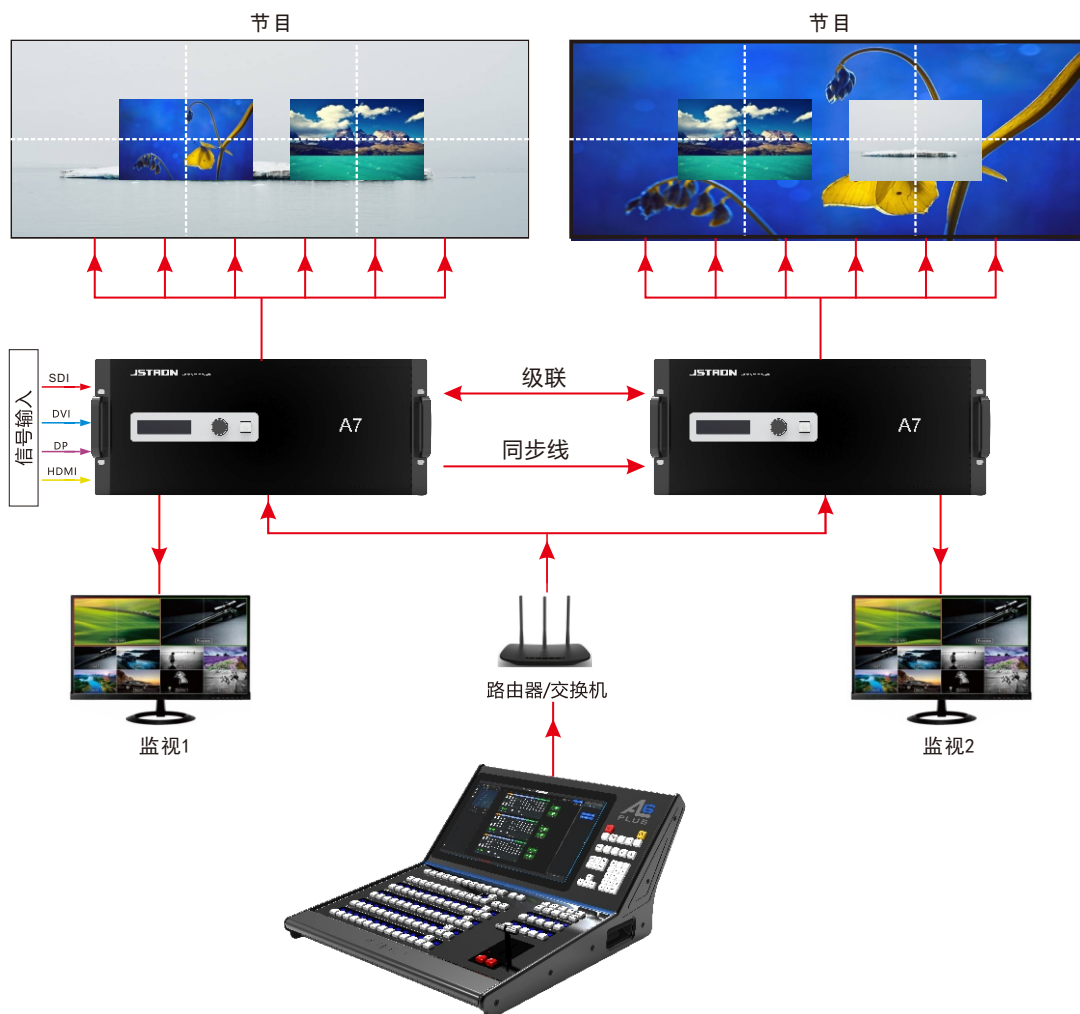 节目
节目
信号输入
SDI
DVI
DP
HDMI
JSTRON
A7
级联
同步线
JSTRON
A7
监视1
路由器/交换机
监视2
PLUS